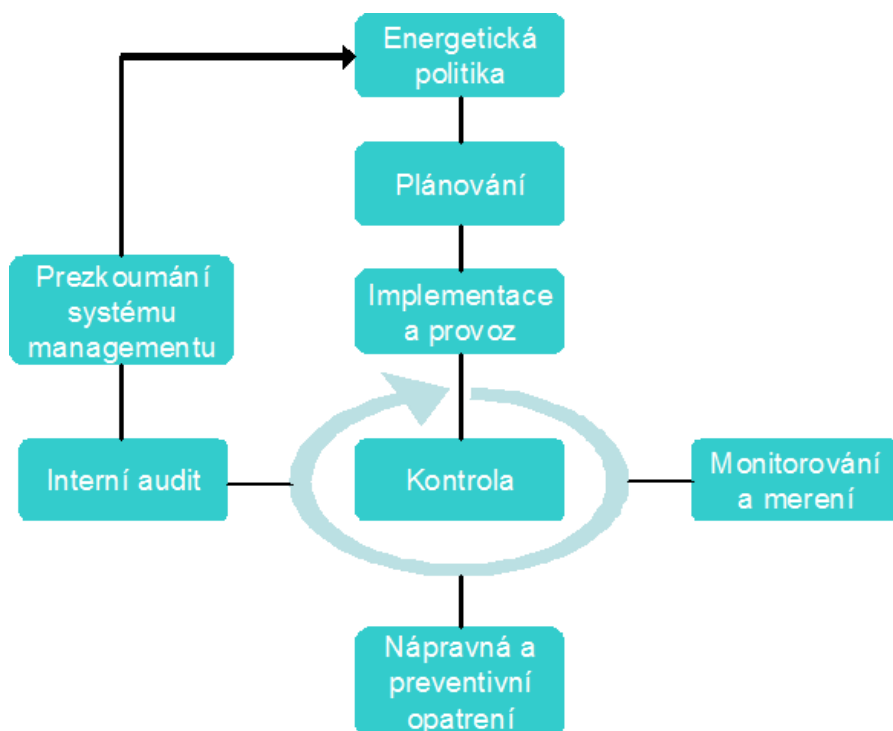 Energetická
politika
Plánování
Prezkoumání
systému
managementu
Implementace
a provoz
Interní audit
Kontrola
Monitorování
a merení
Nápravná a
preventivní
opatrení